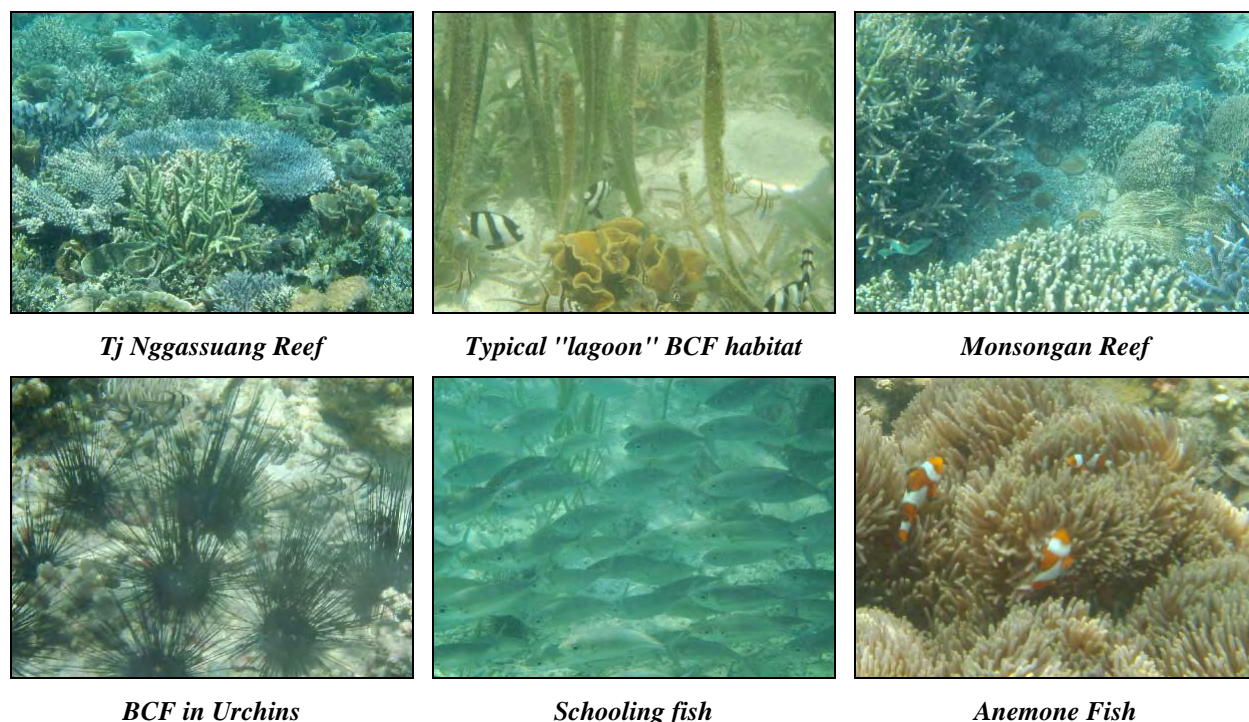 Tj Nggassuang Reef
Typical "lagoon" BCF habitat
Monsongan Reef
BCF in Urchins
Schooling fish
Anemone Fish